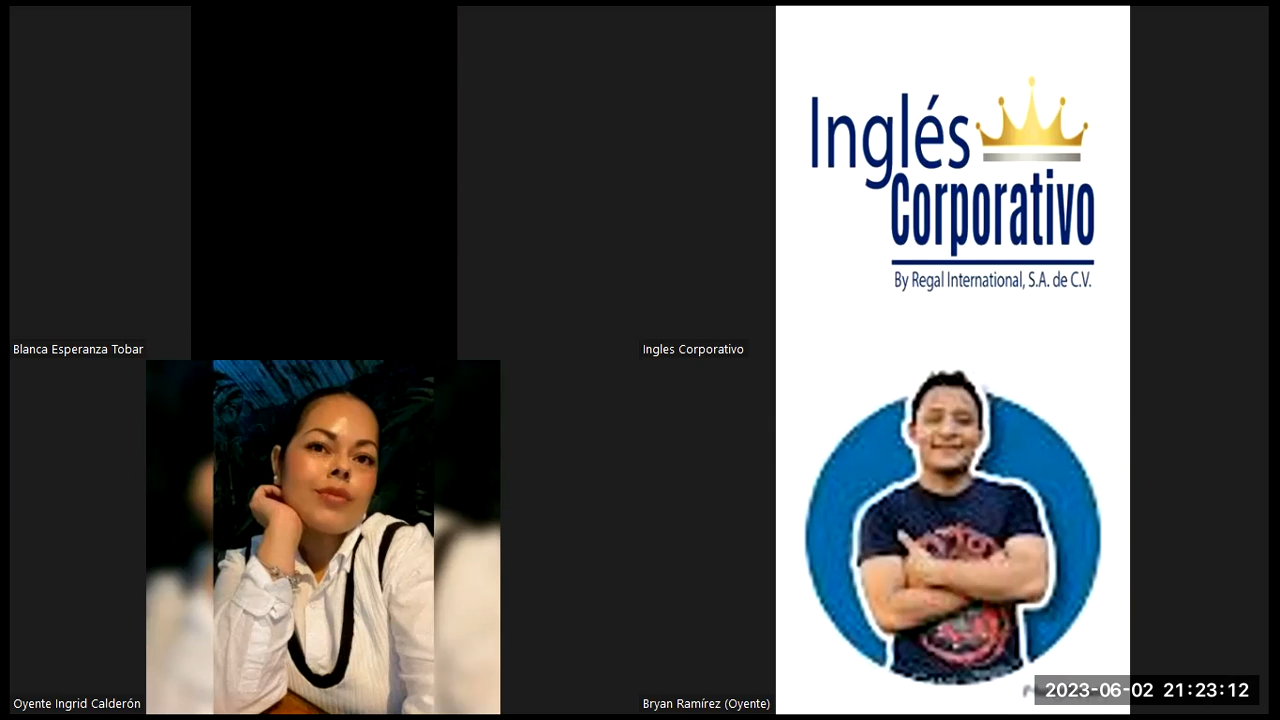 Inglés
Corporativo
By Regal International, S.A. de C.V.
Blanca Esperanza Tobar
Ingles Corporativo
Oyente Ingrid Calderón
Bryan Ramírez (Oyente)
2023-06-02 21:23:12